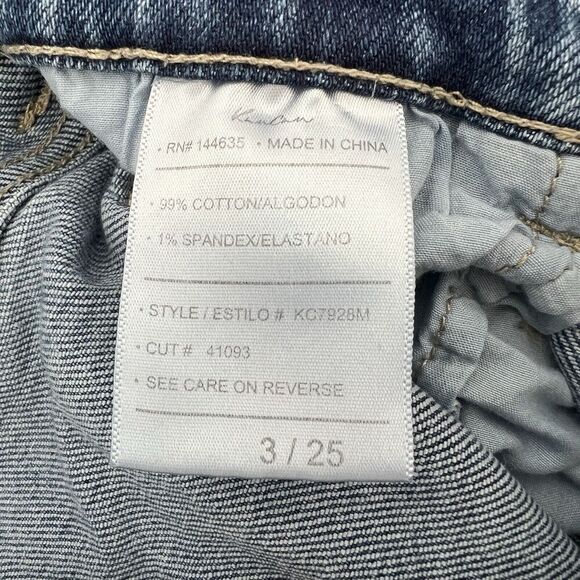 KanCan
• RN# 144635 • MADE IN CHINA
• 99% COTTON/ALGODON
• 1% SPANDEX/ELASTANO
• STYLE / ESTILO # KC7928M
• CUT # 41093
• SEE CARE ON REVERSE
3 / 25